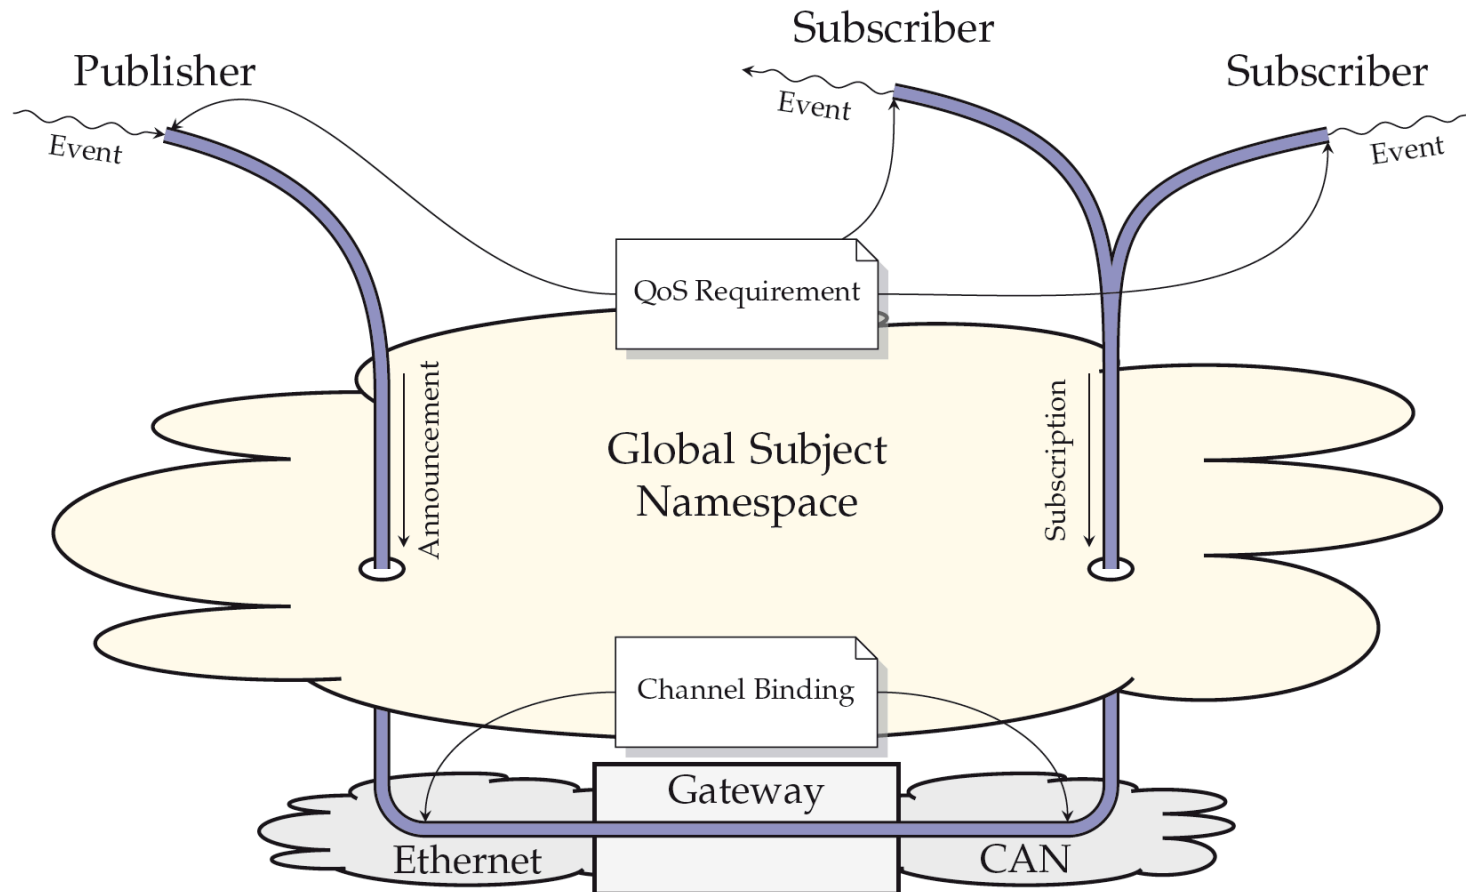 Subscriber
Publisher
Subscriber
Event
Event
Event
QoS Requirement
Announcement
Subscription
Global Subject
Namespace
Channel Binding
Gateway
Ethernet
CAN